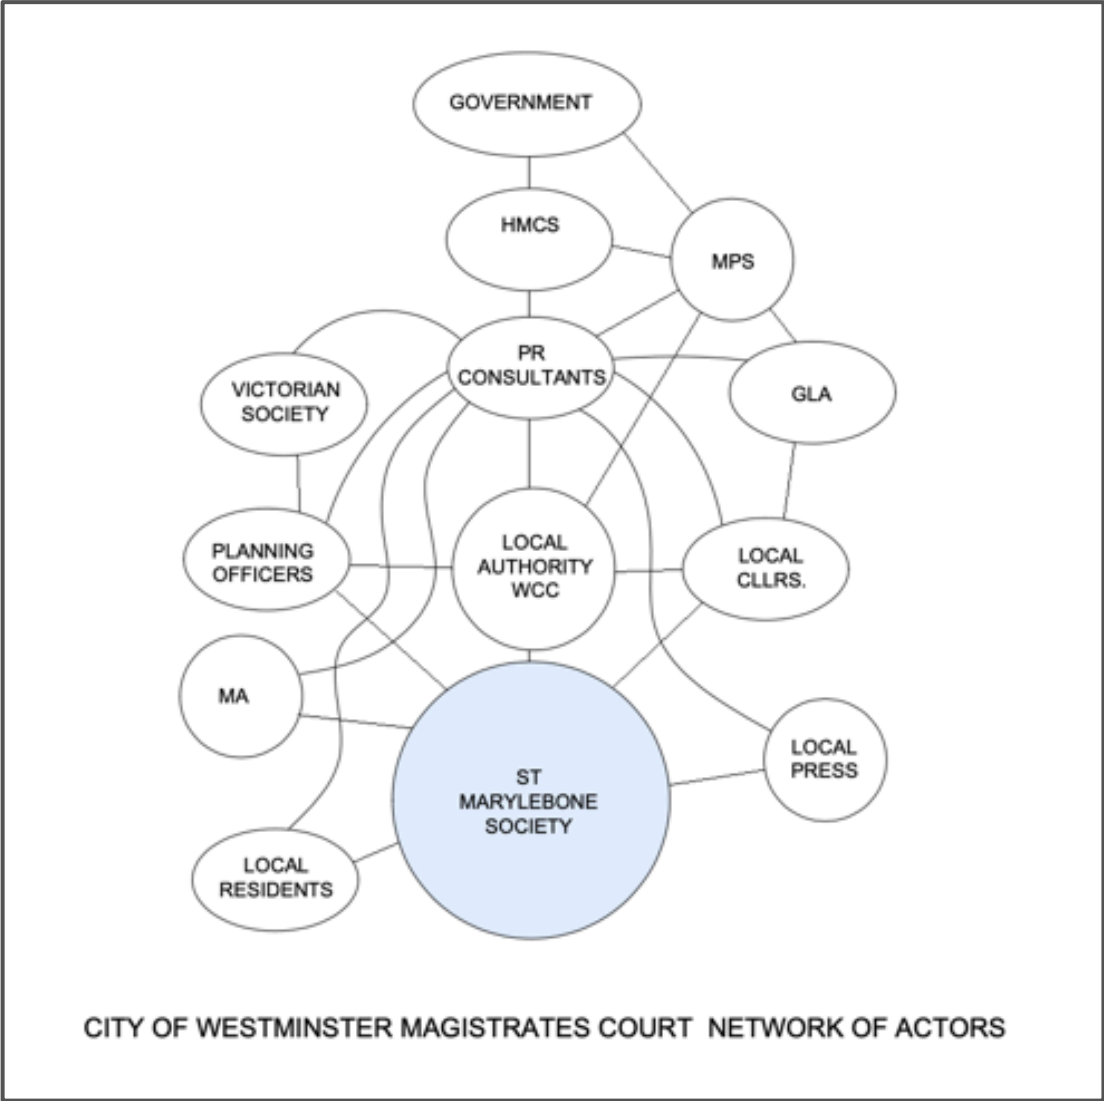 GOVERNMENT
HMCS
MPS
PR
CONSULTANTS
VICTORIAN
SOCIETY
GLA
PLANNING
OFFICERS
LOCAL
AUTHORITY
WCC
LOCAL
CLLRS.
MA
LOCAL
PRESS
ST
MARYLEBONE
SOCIETY
LOCAL
RESIDENTS
CITY OF WESTMINSTER MAGISTRATES COURT NETWORK OF ACTORS